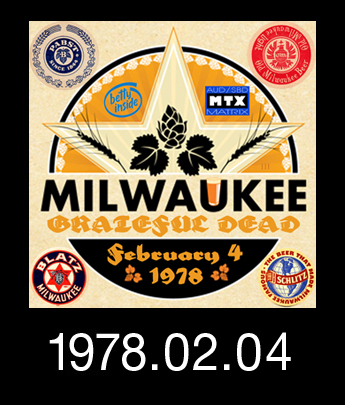 PABST
SINCE 1844
Old Milwaukee Beer
betty
inside
AUD/SBD
MTX
MATRIX
MILWAUKEE
GRATEFUL DEAD
February 4
1978
BLATZ
MILWAUKEE
THE BEER THAT MADE MILWAUKEE FAMOUS
SCHLITZ
1978.02.04